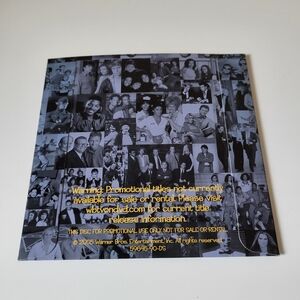 Warning: Promotional titles not currently
available for sale or rental. Please visit
wbtvondvd.com for current title
release information.
THIS DISC FOR PROMOTIONAL USE ONLY. NOT FOR SALE OR RENTAL.
© 2005 Warner Bros. Entertainment Inc. All rights reserved.